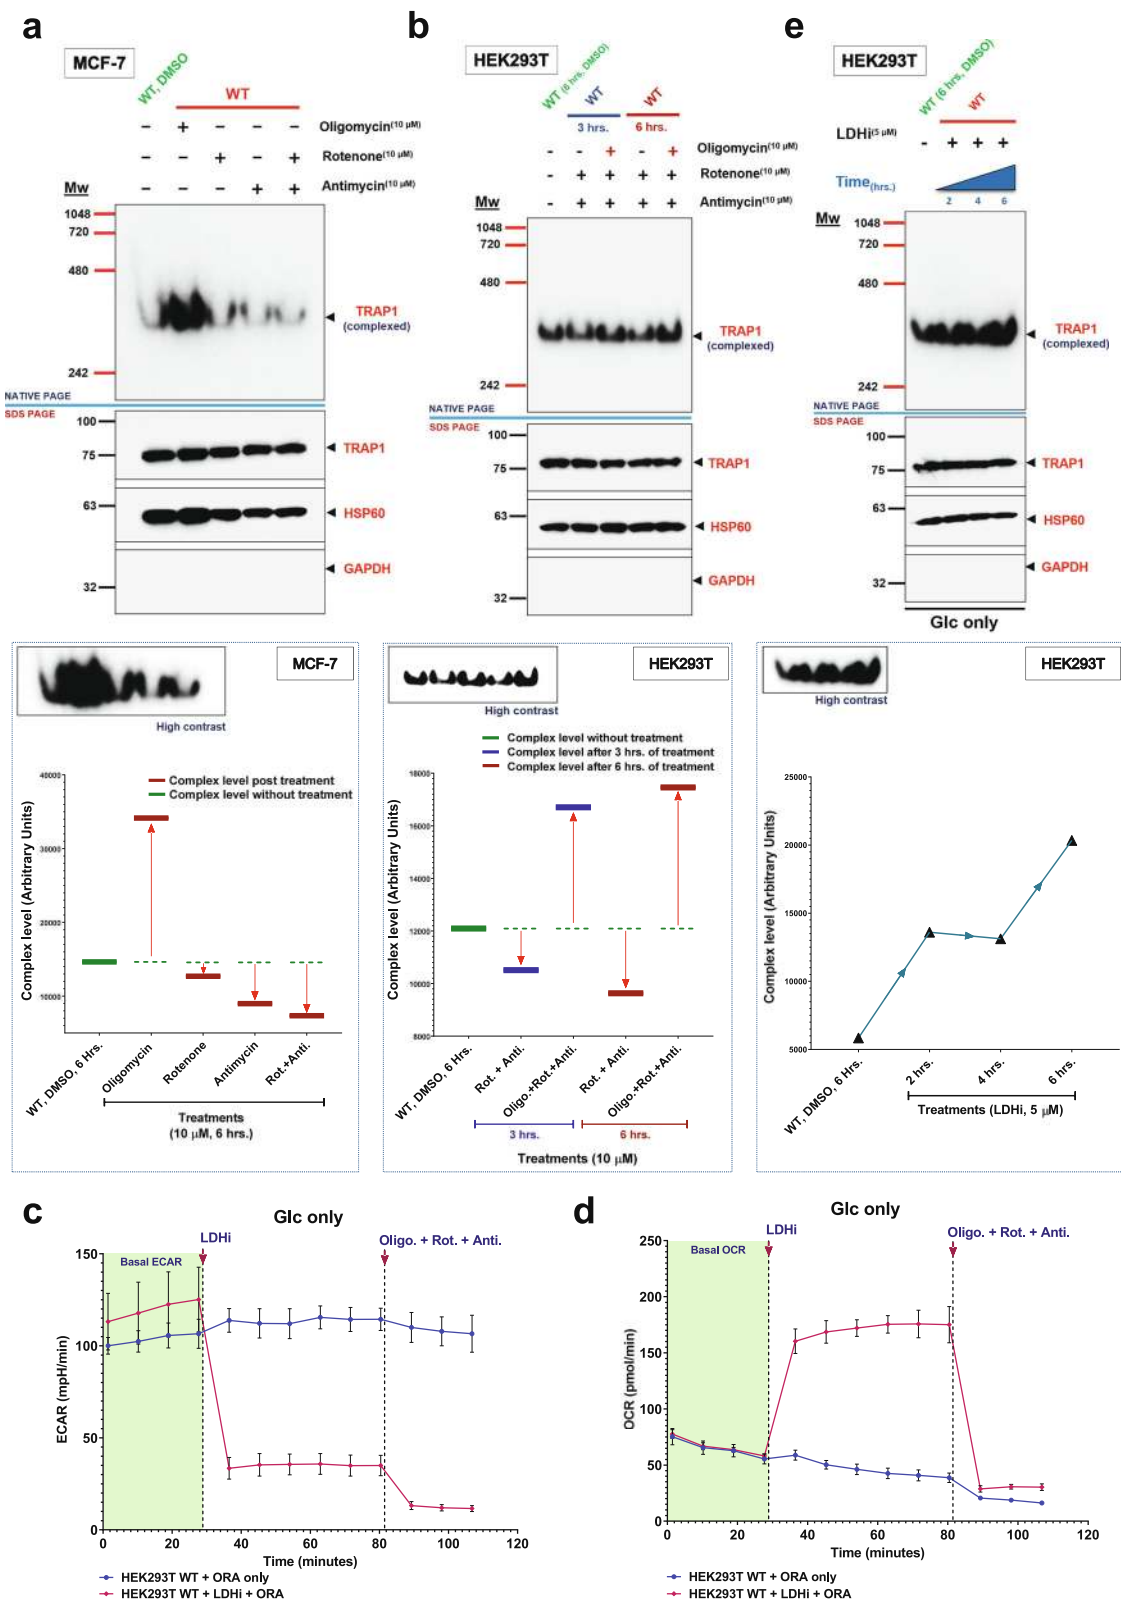 a
MCF-7
WT, DMSO
WT
– + – – –
Oligomycin(10 µM)
– – + – +
Rotenone(10 µM)
– – – + +
Antimycin(10 µM)
Mw
1048
720
480
242
TRAP1
(complexed)
NATIVE PAGE
SDS PAGE
100
75
TRAP1
63
HSP60
GAPDH
32
b
HEK293T
WT (6 hrs, DMSO)
WT
WT
3 hrs.
6 hrs.
– – + – +
Oligomycin(10 µM)
– + + + +
Rotenone(10 µM)
– + + + +
Antimycin(10 µM)
Mw
1048
720
480
242
TRAP1
(complexed)
NATIVE PAGE
SDS PAGE
100
75
TRAP1
63
HSP60
GAPDH
32
e
HEK293T
WT (6 hrs, DMSO)
WT
LDHi(5 µM)
– + + +
Time(hrs.)
2 4 6
Mw
1048
720
480
242
TRAP1
(complexed)
NATIVE PAGE
SDS PAGE
100
75
TRAP1
63
HSP60
GAPDH
32
Glc only
MCF-7
High contrast
Complex level post treatment
Complex level without treatment
Complex level (Arbitrary Units)
40000
30000
20000
10000
WT, DMSO, 6 Hrs.
Oligomycin
Rotenone
Antimycin
Rot.+Anti.
Treatments
(10 µM, 6 hrs.)
HEK293T
High contrast
Complex level without treatment
Complex level after 3 hrs. of treatment
Complex level after 6 hrs. of treatment
Complex level (Arbitrary Units)
18000
16000
14000
12000
10000
8000
WT, DMSO, 6 Hrs.
Rot. + Anti.
Oligo.+Rot.+Anti.
Rot. + Anti.
Oligo.+Rot.+Anti.
3 hrs.
6 hrs.
Treatments (10 µM)
HEK293T
High contrast
Complex level (Arbitrary Units)
25000
20000
15000
10000
5000
WT, DMSO, 6 Hrs.
2 hrs.
4 hrs.
6 hrs.
Treatments (LDHi, 5 µM)
c
Glc only
LDHi
Oligo. + Rot. + Anti.
Basal ECAR
ECAR (mpH/min)
150
100
50
0
0 20 40 60 80 100 120
Time (minutes)
HEK293T WT + ORA only
HEK293T WT + LDHi + ORA
d
Glc only
LDHi
Oligo. + Rot. + Anti.
Basal OCR
OCR (pmol/min)
250
200
150
100
50
0
0 20 40 60 80 100 120
Time (minutes)
HEK293T WT + ORA only
HEK293T WT + LDHi + ORA